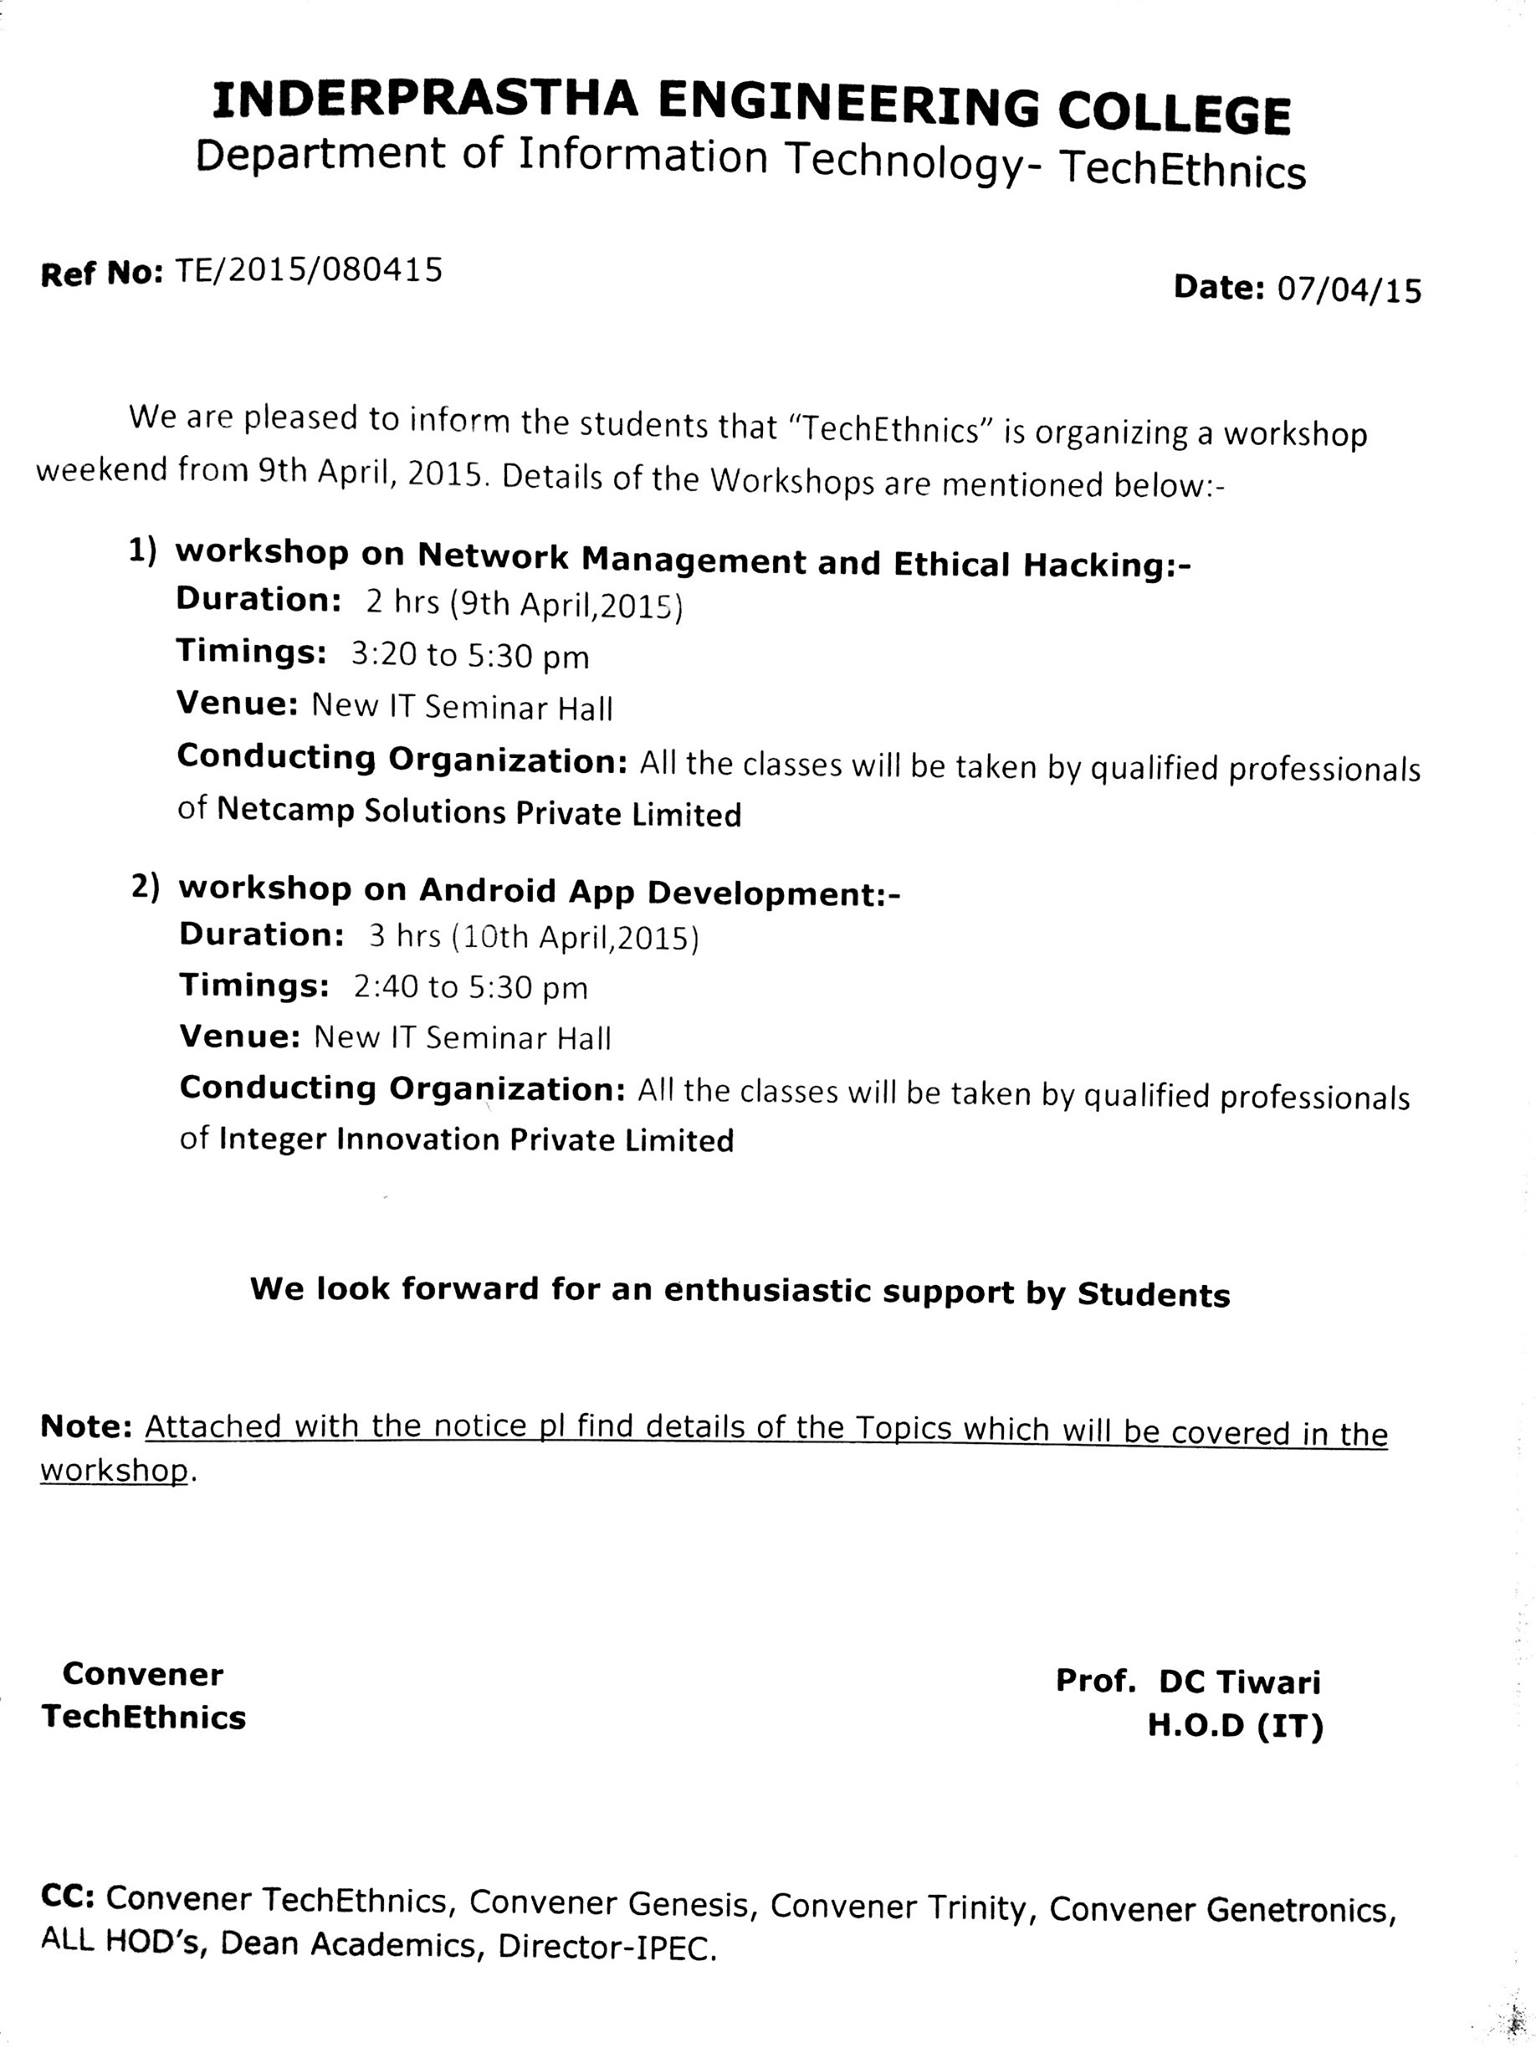 INDERPRASTHA ENGINEERING COLLEGE
Department of Information Technology- TechEthnics
Ref No: TE/2015/080415
Date: 07/04/15
We are pleased to inform the students that “TechEthnics” is organizing a workshop
weekend from 9th April, 2015. Details of the Workshops are mentioned below:-
1) workshop on Network Management and Ethical Hacking:-
Duration: 2 hrs (9th April,2015)
Timings: 3:20 to 5:30 pm
Venue: New IT Seminar Hall
Conducting Organization: All the classes will be taken by qualified professionals
of Netcamp Solutions Private Limited
2) workshop on Android App Development:-
Duration: 3 hrs (10th April,2015)
Timings: 2:40 to 5:30 pm
Venue: New IT Seminar Hall
Conducting Organization: All the classes will be taken by qualified professionals
of Integer Innovation Private Limited
We look forward for an enthusiastic support by Students
Note: Attached with the notice pl find details of the Topics which will be covered in the
workshop.
Convener
TechEthnics
Prof. DC Tiwari
H.O.D (IT)
CC: Convener TechEthnics, Convener Genesis, Convener Trinity, Convener Genetronics,
ALL HOD’s, Dean Academics, Director-IPEC.